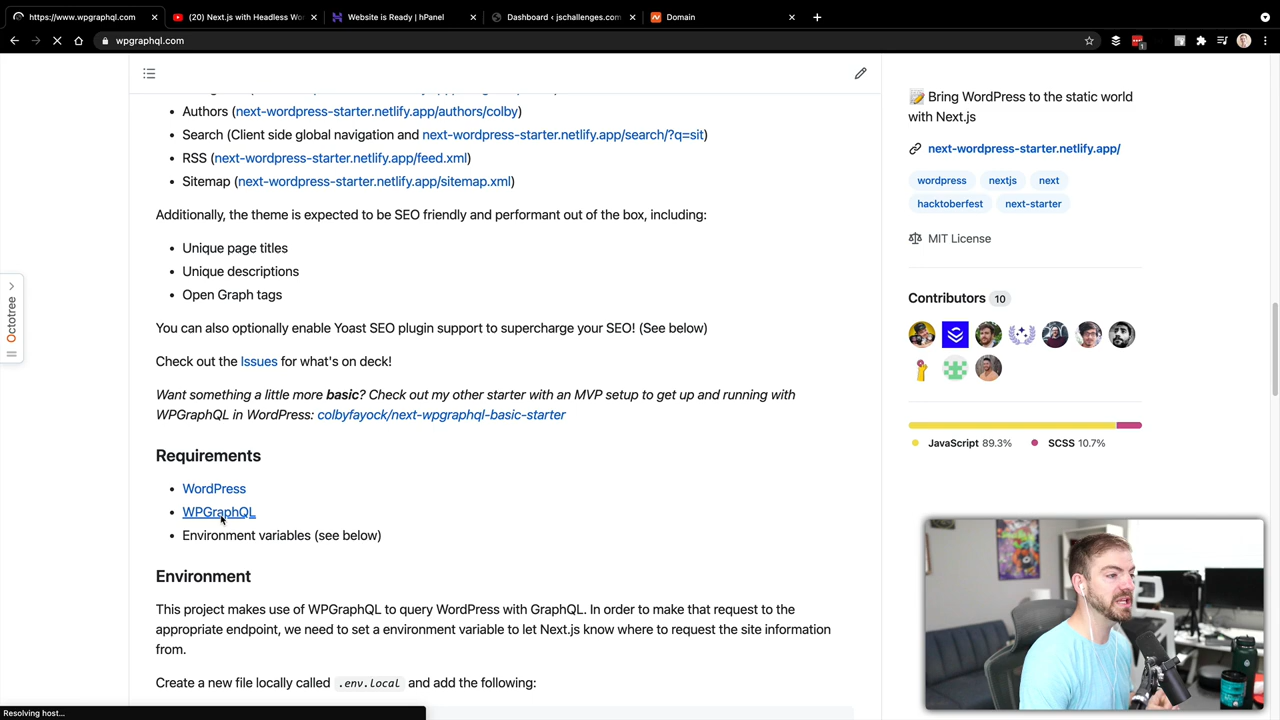 https://www.wpgraphql.com
(20) Next.js with Headless Wor
Website is Ready | hPanel
Dashboard ‹ jschallenges.com
Domain
wpgraphql.com
Authors (next-wordpress-starter.netlify.app/authors/colby)
Search (Client side global navigation and next-wordpress-starter.netlify.app/search/?q=sit)
RSS (next-wordpress-starter.netlify.app/feed.xml)
Sitemap (next-wordpress-starter.netlify.app/sitemap.xml)
Additionally, the theme is expected to be SEO friendly and performant out of the box, including:
Unique page titles
Unique descriptions
Open Graph tags
You can also optionally enable Yoast SEO plugin support to supercharge your SEO! (See below)
Check out the Issues for what's on deck!
Want something a little more basic? Check out my other starter with an MVP setup to get up and running with
WPGraphQL in WordPress: colbyfayock/next-wpgraphql-basic-starter
Requirements
WordPress
WPGraphQL
Environment variables (see below)
Environment
This project makes use of WPGraphQL to query WordPress with GraphQL. In order to make that request to the
appropriate endpoint, we need to set a environment variable to let Next.js know where to request the site information
from.
Create a new file locally called .env.local and add the following:
Resolving host…
Octotree
📝 Bring WordPress to the static world
with Next.js
next-wordpress-starter.netlify.app/
wordpress nextjs next
hacktoberfest next-starter
MIT License
Contributors 10
JavaScript 89.3% SCSS 10.7%